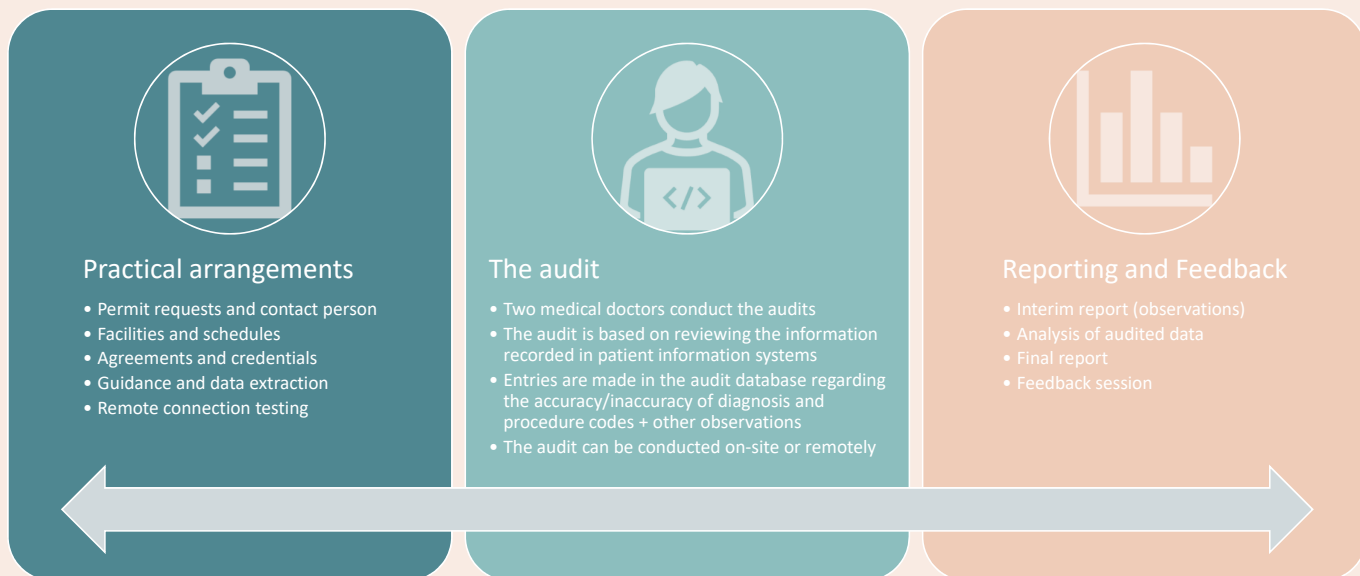 Practical arrangements
• Permit requests and contact person
• Facilities and schedules
• Agreements and credentials
• Guidance and data extraction
• Remote connection testing
</>
The audit
• Two medical doctors conduct the audits
• The audit is based on reviewing the information
recorded in patient information systems
• Entries are made in the audit database regarding
the accuracy/inaccuracy of diagnosis and
procedure codes + other observations
• The audit can be conducted on-site or remotely
Reporting and Feedback
• Interim report (observations)
• Analysis of audited data
• Final report
• Feedback session